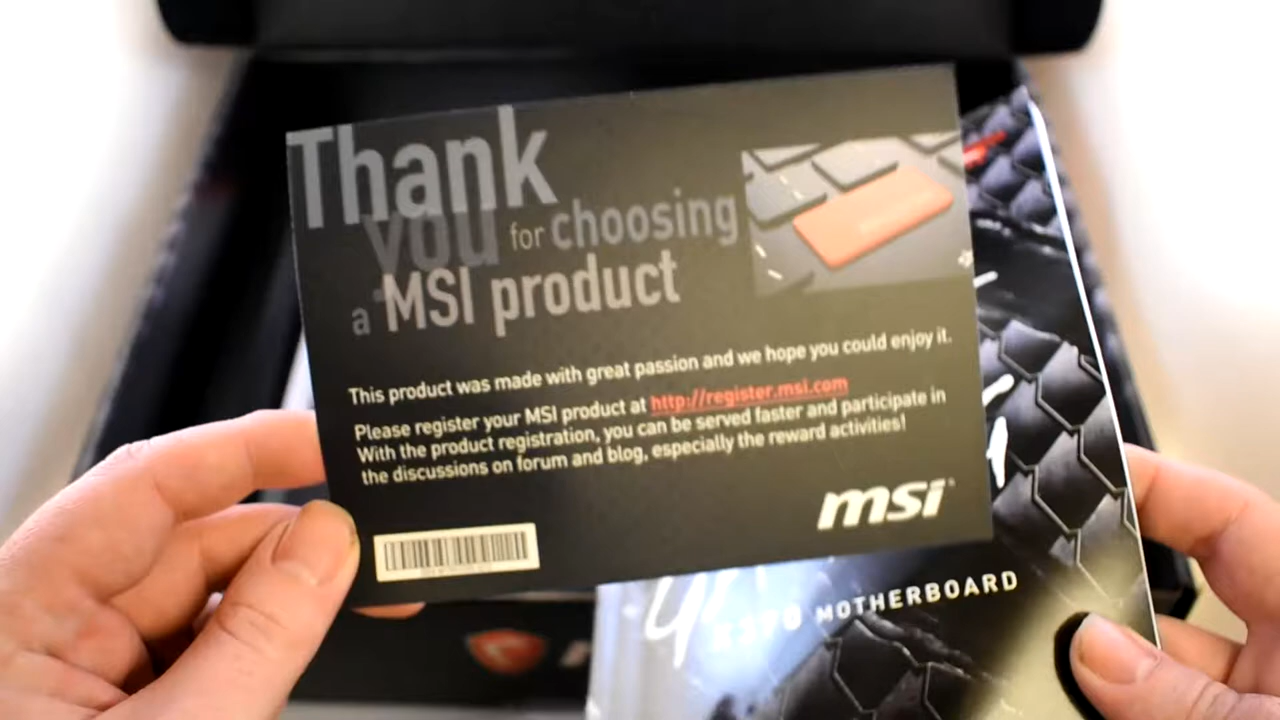 Thank
you for choosing
a MSI product
This product was made with great passion and we hope you could enjoy it.
Please register your MSI product at http://register.msi.com
With the product registration, you can be served faster and participate in
the discussions on forum and blog, especially the reward activities!
msi
MOTHERBOARD